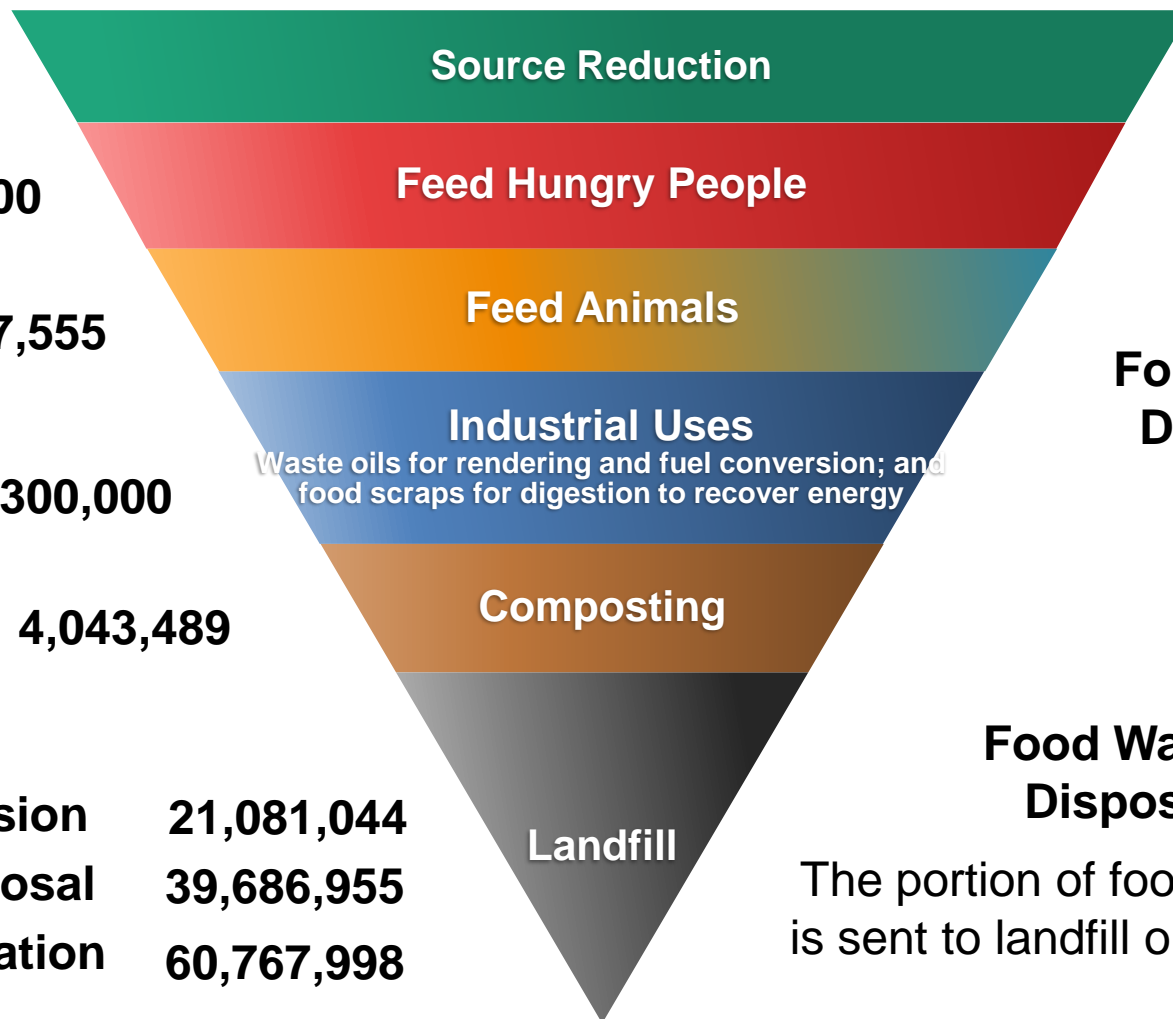 Source Reduction
Feed Hungry People
00
Feed Animals
7,555
Fo
D
Industrial Uses
Waste oils for rendering and fuel conversion; and
food scraps for digestion to recover energy
300,000
Composting
4,043,489
Food Wa
Dispos
sion 21,081,044
Landfill
osal 39,686,955
The portion of foo
is sent to landfill o
ation 60,767,998